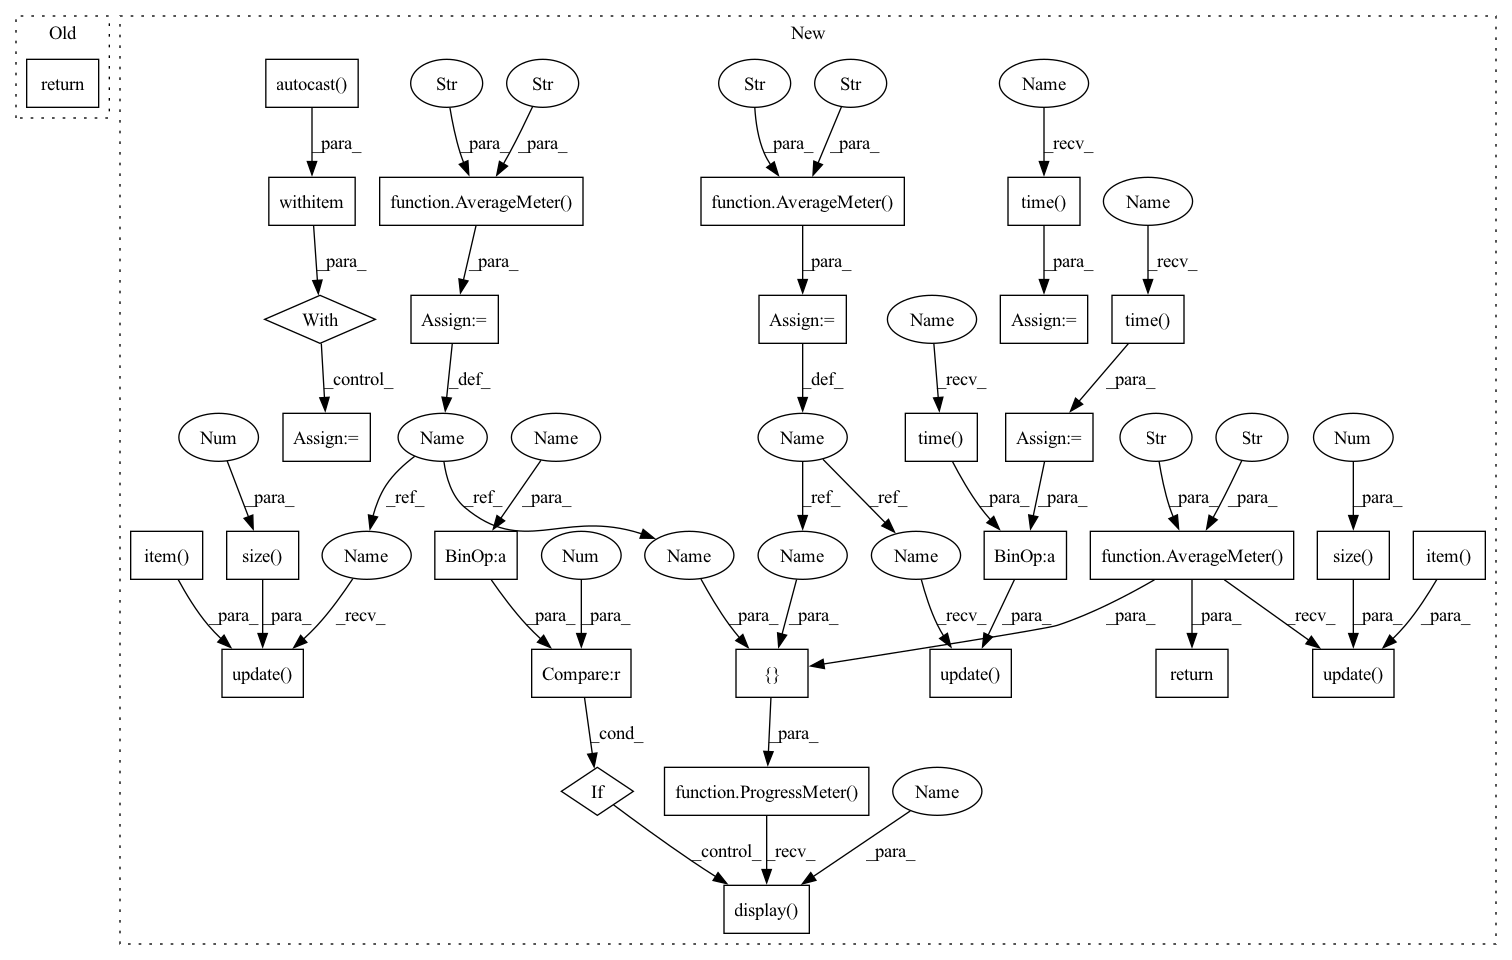 Old
New
return
autocast()
Str
Str
Str
Str
Name
_para_
_para_
_para_
_para_
_para_
_recv_
withitem
function.AverageMeter()
function.AverageMeter()
time()
Name
_para_
_para_
_para_
_para_
_recv_
With
Assign:=
Assign:=
Name
Assign:=
time()
_control_
_def_
_def_
_recv_
_para_
Num
Assign:=
Name
Name
Name
time()
Assign:=
Str
Str
Num
_para_
_ref_
_ref_
_para_
_ref_
_ref_
_para_
_para_
_para_
_para_
_para_
item()
size()
Name
BinOp:a
Num
Name
Name
Name
BinOp:a
function.AverageMeter()
size()
item()
_para_
_para_
_recv_
_para_
_para_
_para_
_para_
_recv_
_para_
_para_
_para_
_recv_
_para_
_para_
update()
Compare:r
{}
update()
return
update()
_cond_
_para_
If
function.ProgressMeter()
Name
_control_
_recv_
_para_
display()